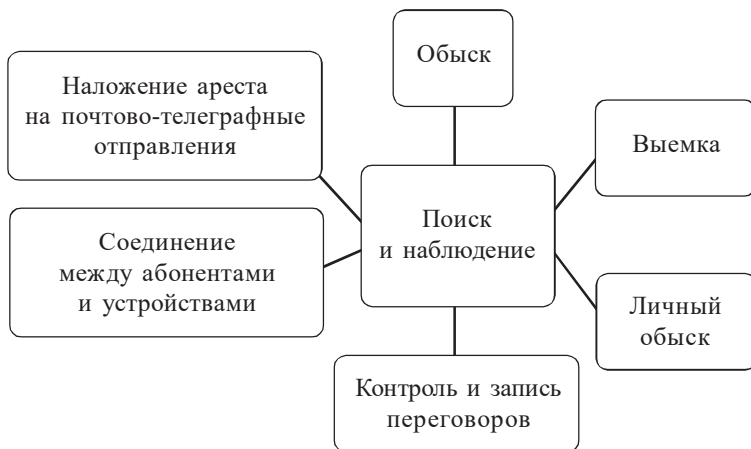 Обыск
Наложение ареста
на почтово-телеграфные
отправления
Выемка
Поиск
и наблюдение
Соединение
между абонентами
и устройствами
Личный
обыск
Контроль и запись
переговоров